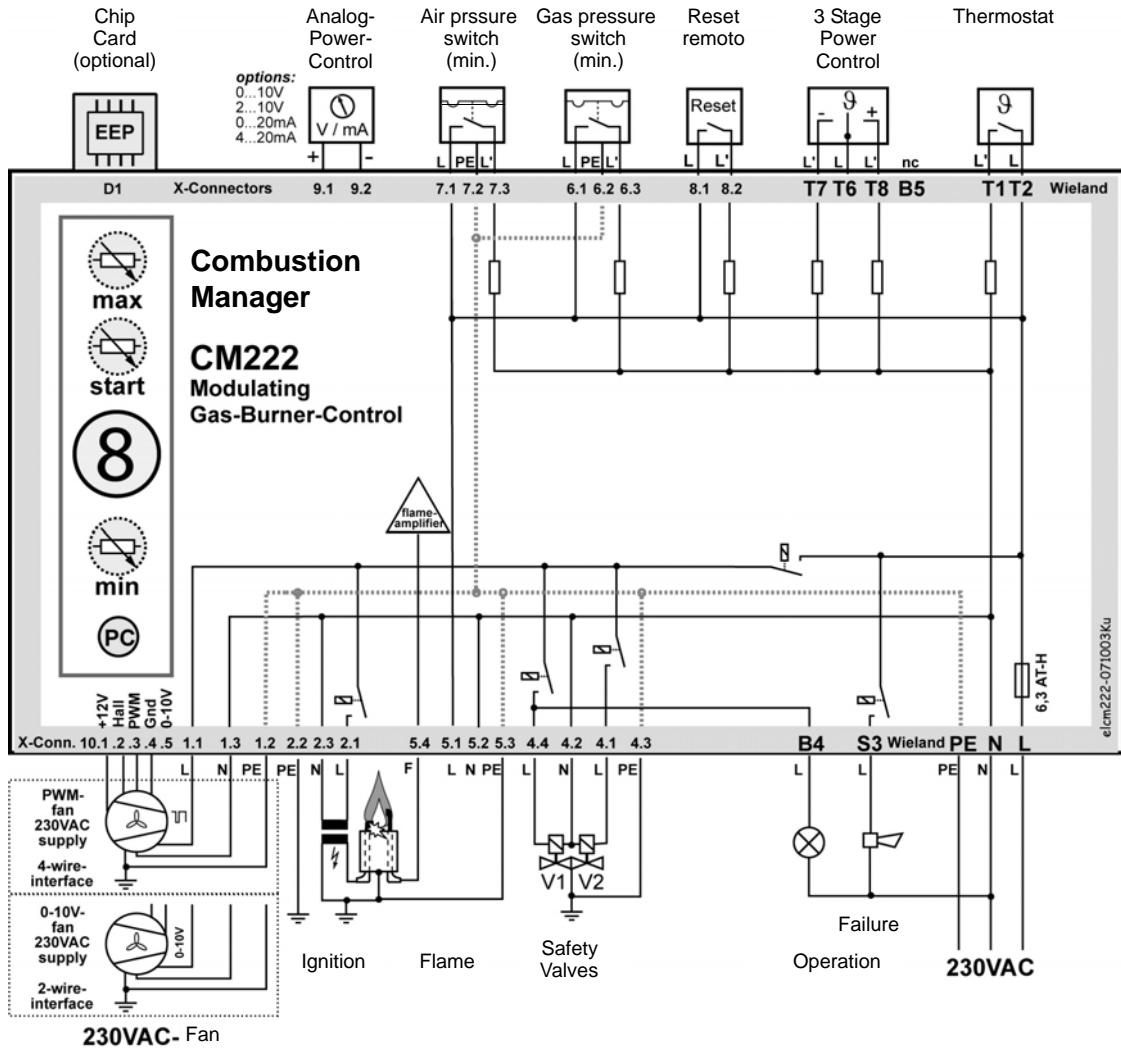 Chip
Card
(optional)
Analog-
Power-
Control
Air prssure
switch
(min.)
Gas pressure
switch
(min.)
Reset
remoto
3 Stage
Power
Control
Thermostat
options:
0...10V
2...10V
0...20mA
4...20mA
EEP
V / mA
Reset
- ϑ +
ϑ
+ -
L PE L'
L PE L'
L L'
L' L L' nc
L' L
D1 X-Connectors 9.1 9.2 7.1 7.2 7.3 6.1 6.2 6.3 8.1 8.2 T7 T6 T8 B5 T1 T2 Wieland
max
start
8
min
PC
Combustion
Manager
CM222
Modulating
Gas-Burner-Control
flame-
amplifier
6,3 AT-H
elcm222-071003Ku
+12V
Hall
PWM
Gnd
0-10V
X-Conn. 10.1 .2 .3 .4 .5 1.1 1.3 1.2 2.2 2.3 2.1 5.4 5.1 5.2 5.3 4.4 4.2 4.1 4.3 B4 S3 Wieland PE N L
L N PE PE N L F L N PE L N L PE L L PE N L
PWM-
fan
230VAC
supply
4-wire-
interface
0-10V-
fan
230VAC
supply
0-10V
2-wire-
interface
230VAC- Fan
V1 V2
Ignition
Flame
Safety
Valves
Operation
Failure
230VAC